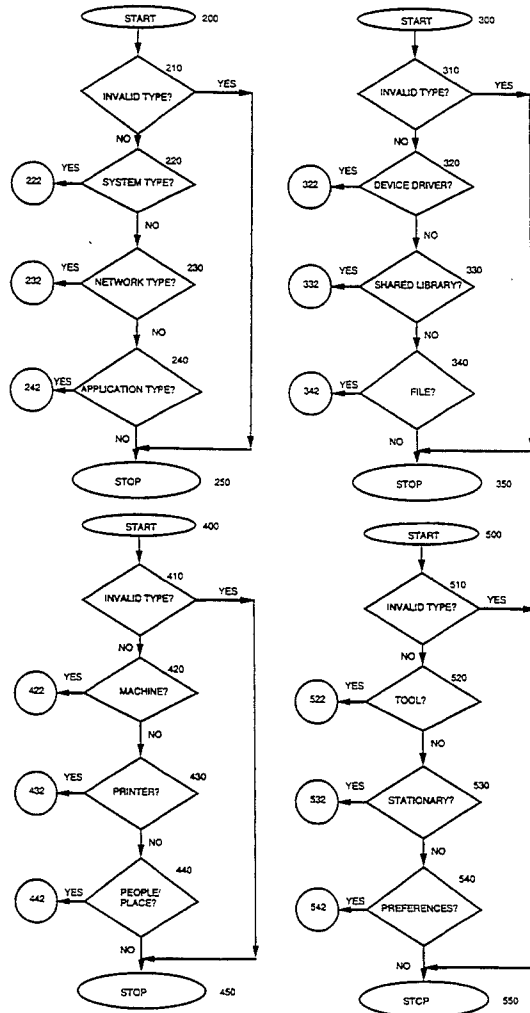 START 200
210
INVALID TYPE? YES
NO
220
222 YES SYSTEM TYPE?
NO
230
232 YES NETWORK TYPE?
NO
240
242 YES APPLICATION TYPE?
NO
STOP 250
START 300
310
INVALID TYPE? YES
NO
320
322 YES DEVICE DRIVER?
NO
330
332 YES SHARED LIBRARY?
NO
340
342 YES FILE?
NO
STOP 350
START 400
410
INVALID TYPE? YES
NO
420
422 YES MACHINE?
NO
430
432 YES PRINTER?
NO
440
442 YES PEOPLE/
PLACE?
NO
STOP 450
START 500
510
INVALID TYPE? YES
NO
520
522 YES TOOL?
NO
530
532 YES STATIONARY?
NO
540
542 YES PREFERENCES?
NO
STOP 550